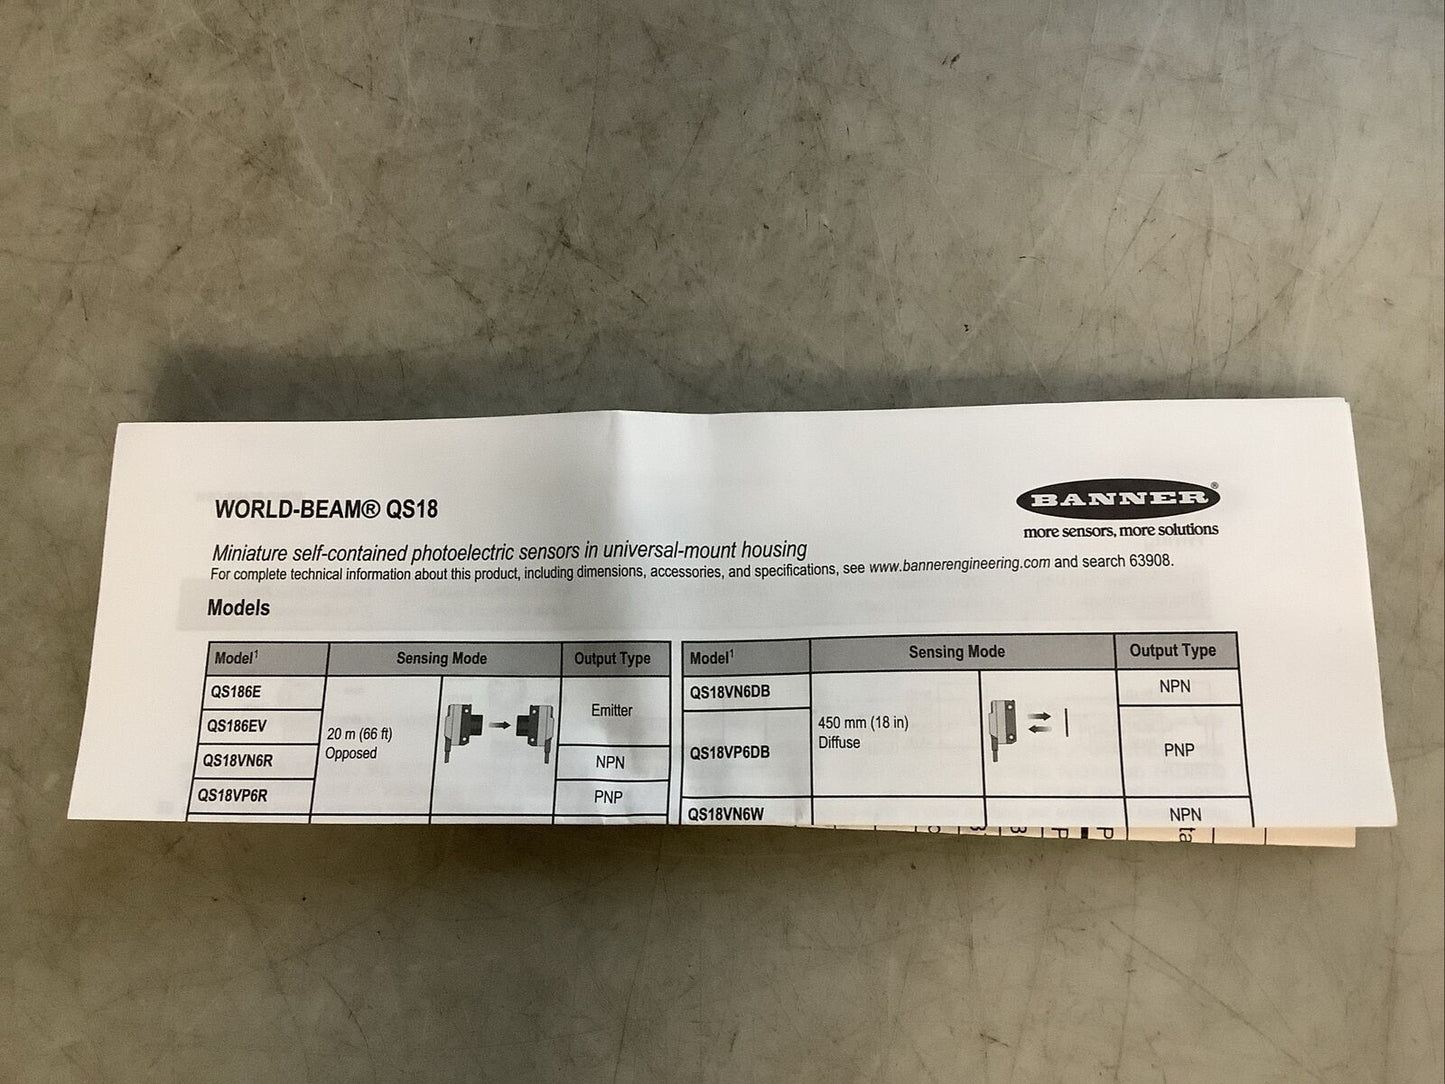 WORLD-BEAM® QS18
BANNER®
more sensors, more solutions
Miniature self-contained photoelectric sensors in universal-mount housing
For complete technical information about this product, including dimensions, accessories, and specifications, see www.bannerengineering.com and search 63908.
Models
Model¹ Sensing Mode Output Type
QS186E
QS186EV
QS18VN6R
QS18VP6R
20 m (66 ft)
Opposed
Emitter
NPN
PNP
Model¹ Sensing Mode Output Type
QS18VN6DB
QS18VP6DB
QS18VN6W
450 mm (18 in)
Diffuse
NPN
PNP
NPN